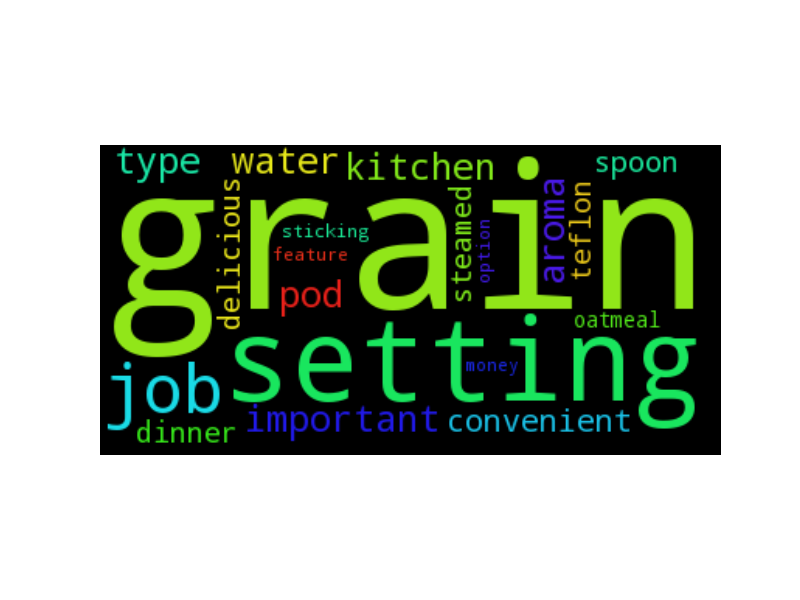 type water kitchen spoon
grain
delicious
sticking
feature
steamed
option
aroma
teflon
pod
oatmeal
setting
money
job
important convenient
dinner